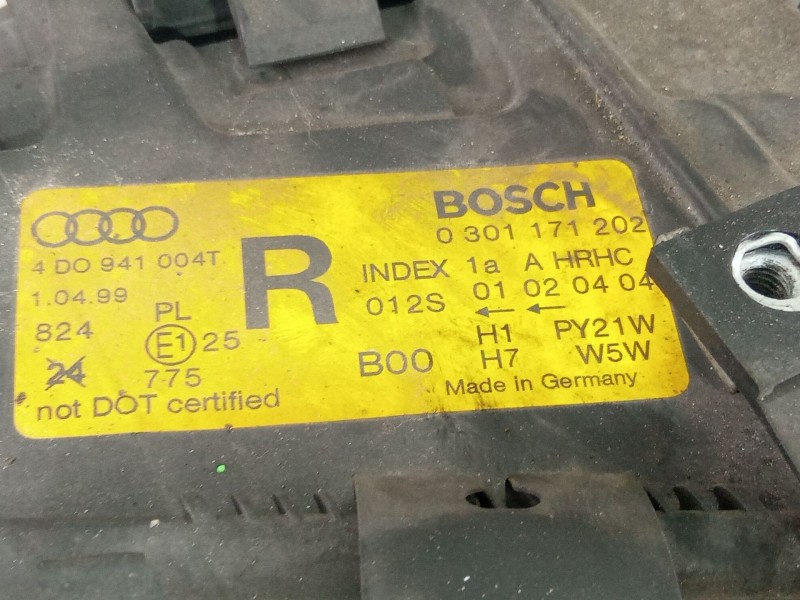 BOSCH
0 301 171 202
4 DO 941 004T
R
INDEX 1a A HRHC
1.04.99
012S 01 02 04 04
824 PL
E1 25
H1 PY21W
24
775
B00 H7 W5W
not DOT certified
Made in Germany